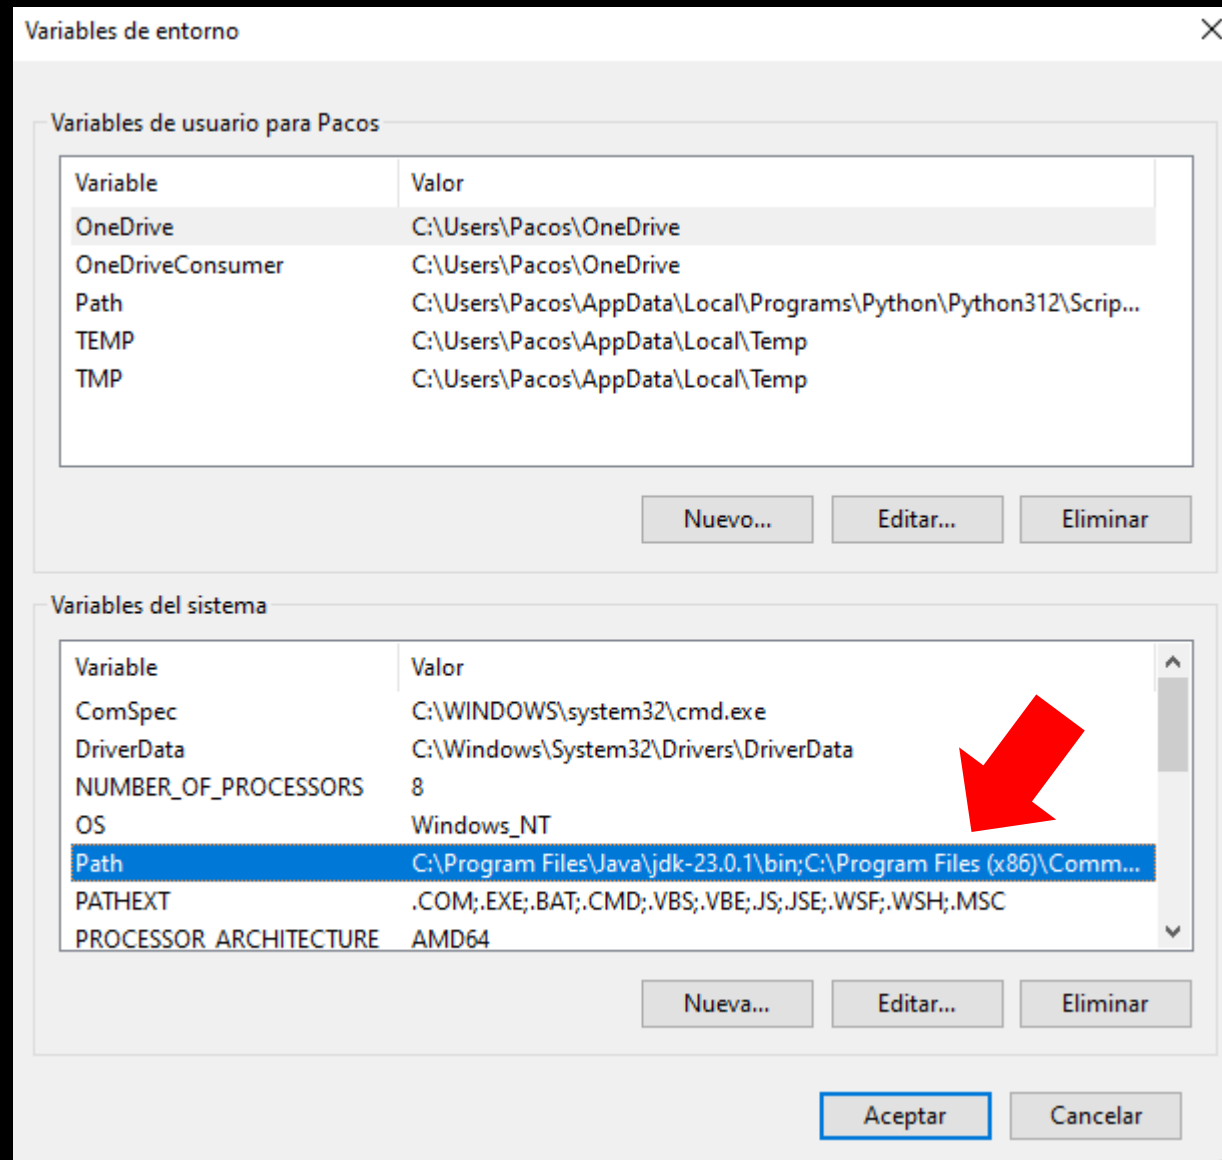 Variables de entorno
Variables de usuario para Pacos
Variable Valor
OneDrive C:\Users\Pacos\OneDrive
OneDriveConsumer C:\Users\Pacos\OneDrive
Path C:\Users\Pacos\AppData\Local\Programs\Python\Python312\Scrip...
TEMP C:\Users\Pacos\AppData\Local\Temp
TMP C:\Users\Pacos\AppData\Local\Temp
Nuevo... Editar... Eliminar
Variables del sistema
Variable Valor
ComSpec C:\WINDOWS\system32\cmd.exe
DriverData C:\Windows\System32\Drivers\DriverData
NUMBER_OF_PROCESSORS 8
OS Windows_NT
Path C:\Program Files\Java\jdk-23.0.1\bin;C:\Program Files (x86)\Comm...
PATHEXT .COM;.EXE;.BAT;.CMD;.VBS;.VBE;.JS;.JSE;.WSF;.WSH;.MSC
PROCESSOR_ARCHITECTURE AMD64
Nueva... Editar... Eliminar
Aceptar Cancelar